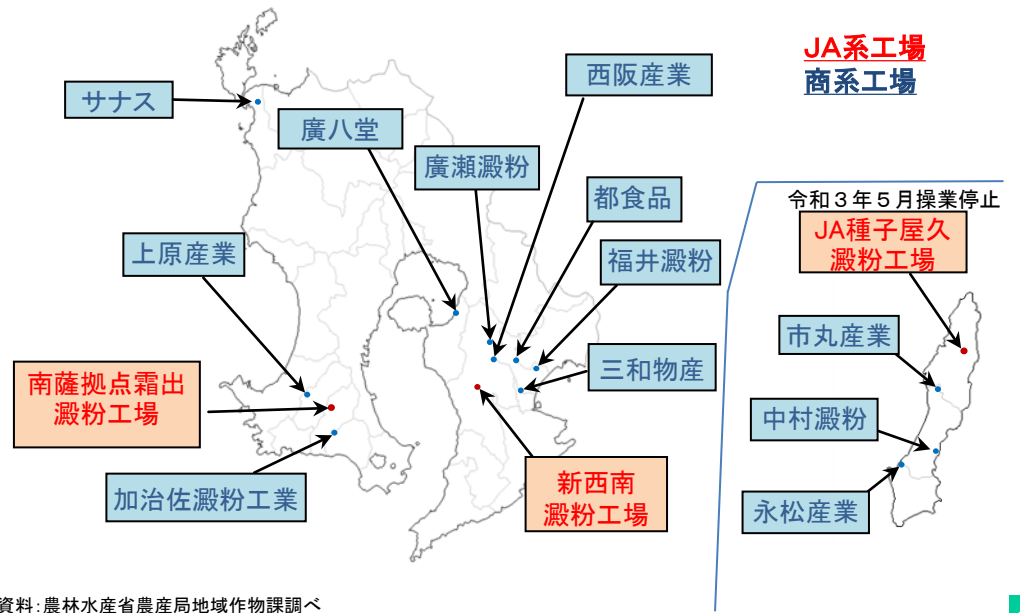 JA系工場
商系工場
西阪産業
サナス
廣八堂
廣瀬澱粉
都食品
令和3年5月操業停止
JA種子屋久
澱粉工場
上原産業
福井澱粉
市丸産業
南薩拠点霜出
澱粉工場
三和物産
中村澱粉
加治佐澱粉工業
新西南
澱粉工場
永松産業
資料:農林水産省農産局地域作物課調べ